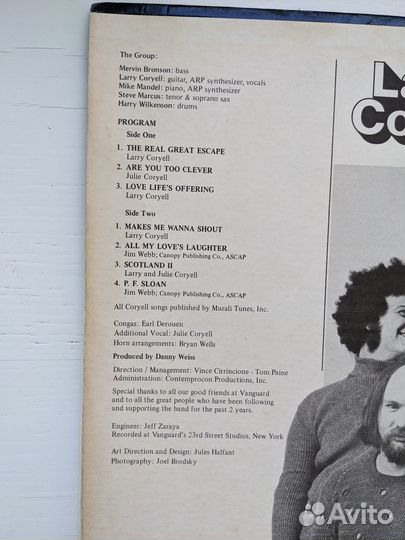 The Group:
Mervin Bronson: bass
Larry Coryell: guitar, ARP synthesizer, vocals
Mike Mandel: piano, ARP synthesizer
Steve Marcus: tenor & soprano sax
Harry Wilkenson: drums
PROGRAM
Side One
1. THE REAL GREAT ESCAPE
Larry Coryell
2. ARE YOU TOO CLEVER
Julie Coryell
3. LOVE LIFE'S OFFERING
Larry Coryell
Side Two
1. MAKES ME WANNA SHOUT
Larry Coryell
2. ALL MY LOVE'S LAUGHTER
Jim Webb; Canopy Publishing Co., ASCAP
3. SCOTLAND II
Larry and Julie Coryell
4. P. F. SLOAN
Jim Webb; Canopy Publishing Co., ASCAP
All Coryell songs published by Murali Tunes, Inc.
Congas: Earl Derouen
Additional Vocal: Julie Coryell
Horn arrangements: Bryan Wells
Produced by Danny Weiss
Direction / Management: Vince Cirrincione - Tom Paine
Administration: Contemprocon Productions, Inc.
Special thanks to all our good friends at Vanguard
and to all the great people who have been following
and supporting the band for the past 2 years.
Engineer: Jeff Zaraya
Recorded at Vanguard's 23rd Street Studios, New York
Art Direction and Design: Jules Halfant
Photography: Joel Brodsky
La
Co
Avito